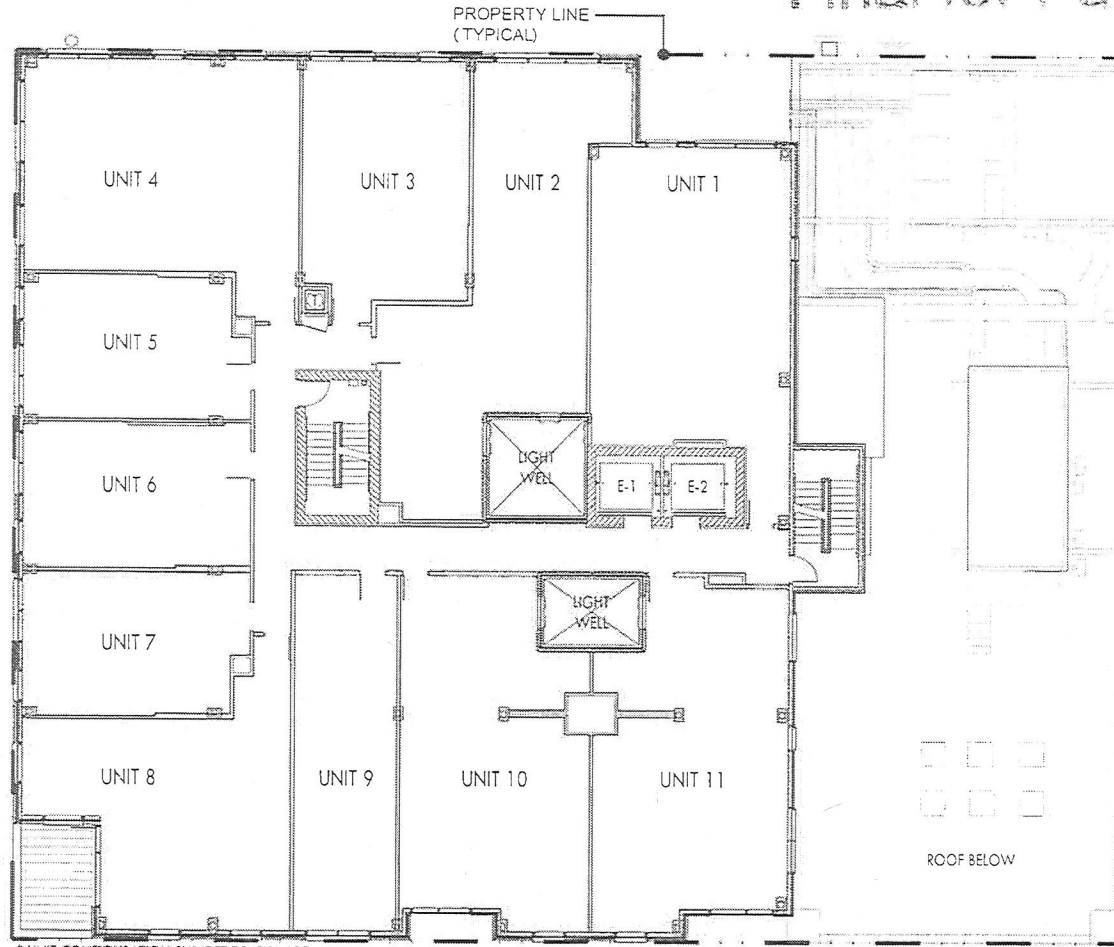 PROPERTY LINE
(TYPICAL)
UNIT 4
UNIT 3
UNIT 2
UNIT 1
T
UNIT 5
UNIT 6
LIGHT
WELL
E-1
E-2
LIGHT
WELL
UNIT 7
UNIT 8
UNIT 9
UNIT 10
UNIT 11
ROOF BELOW